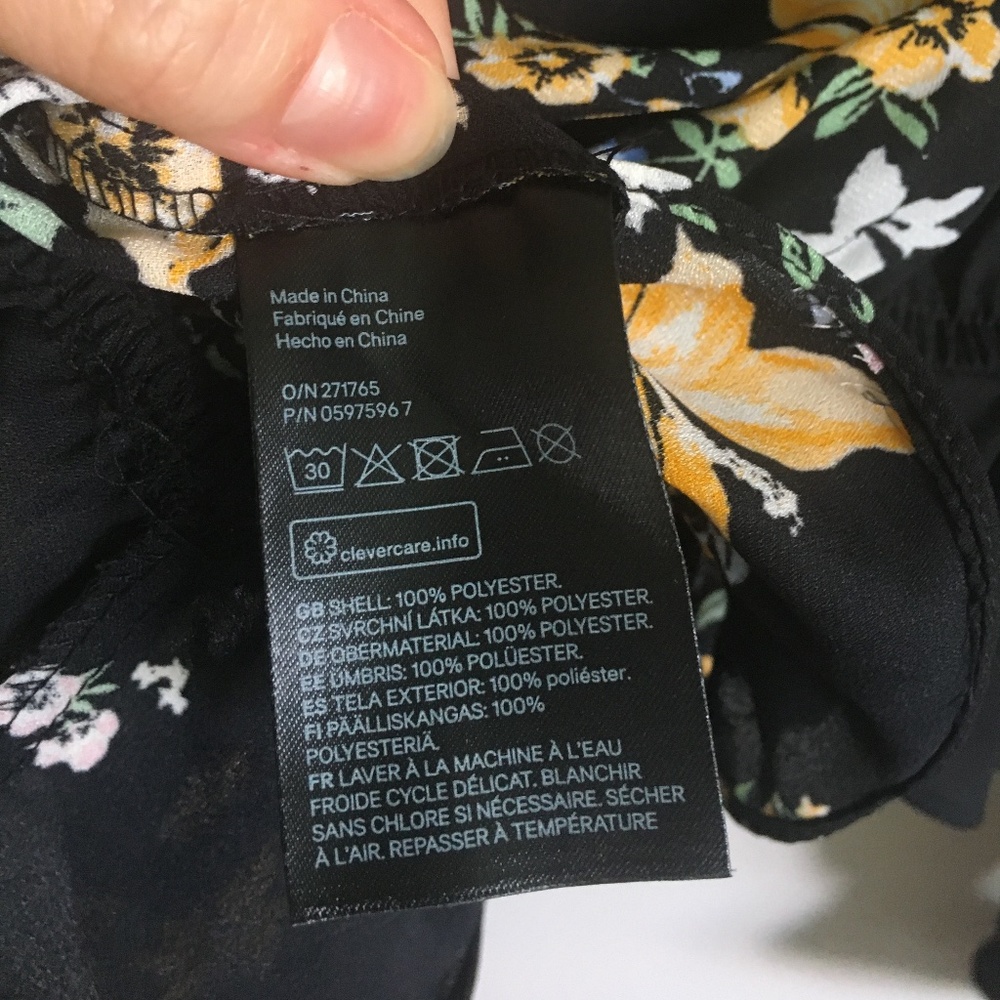 Made in China
Fabriqué en Chine
Hecho en China
O/N 271765
P/N 05975967
30
clevercare.info
GB SHELL: 100% POLYESTER.
CZ SVRCHNÍ LÁTKA: 100% POLYESTER.
DE OBERMATERIAL: 100% POLYESTER.
EE UMBRIS: 100% POLÜESTER.
ES TELA EXTERIOR: 100% poliéster.
FI PÄÄLLISKANGAS: 100%
POLYESTERIÄ.
FR LAVER À LA MACHINE À L'EAU
FROIDE CYCLE DÉLICAT. BLANCHIR
SANS CHLORE SI NÉCESSAIRE. SÉCHER
À L'AIR. REPASSER À TEMPÉRATURE